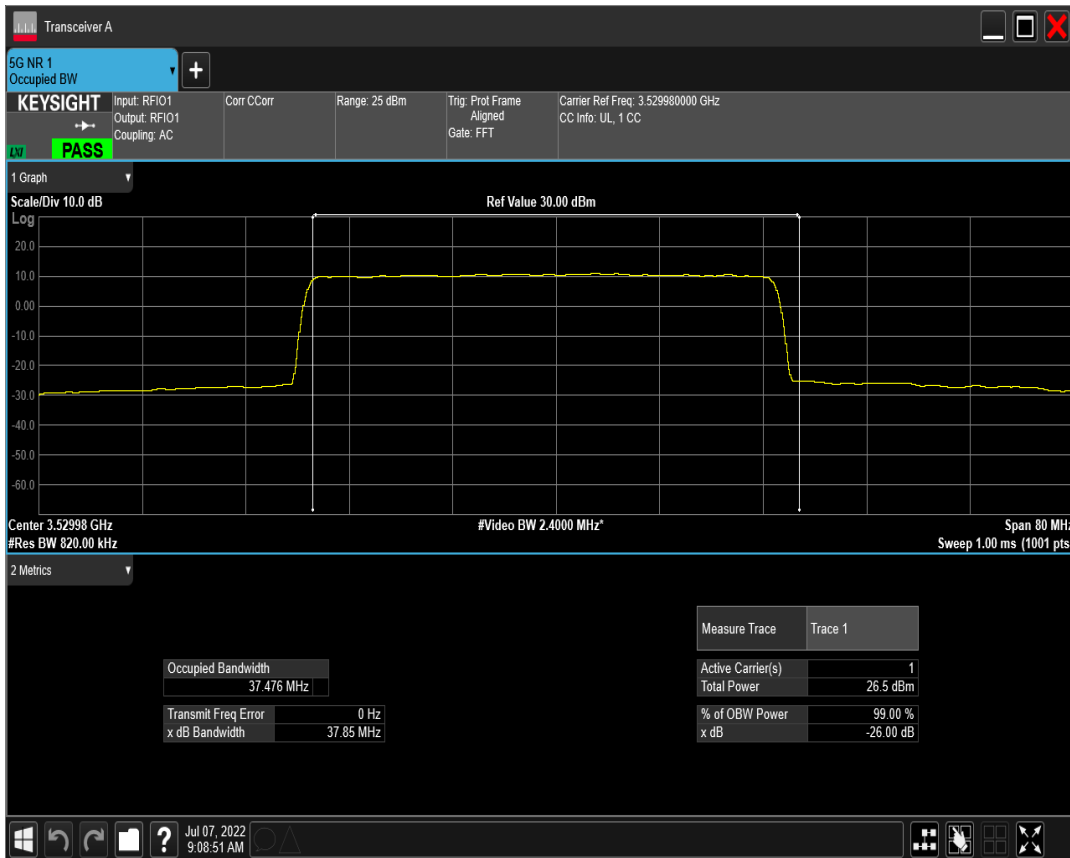 Transceiver A
5G NR 1
Occupied BW
KEYSIGHT
LXI
PASS
Input: RFIO1
Output: RFIO1
Coupling: AC
Corr CCorr
Range: 25 dBm
Trig: Prot Frame
Aligned
Gate: FFT
Carrier Ref Freq: 3.529980000 GHz
CC Info: UL, 1 CC
1 Graph
Scale/Div 10.0 dB
Ref Value 30.00 dBm
Log
20.0
10.0
0.00
-10.0
-20.0
-30.0
-40.0
-50.0
-60.0
Center 3.52998 GHz
#Video BW 2.4000 MHz*
Span 80 MHz
#Res BW 820.00 kHz
Sweep 1.00 ms (1001 pts
2 Metrics
Measure Trace Trace 1
Occupied Bandwidth
37.476 MHz
Active Carrier(s) 1
Total Power 26.5 dBm
Transmit Freq Error 0 Hz
x dB Bandwidth 37.85 MHz
% of OBW Power 99.00 %
x dB -26.00 dB
Jul 07, 2022
9:08:51 AM